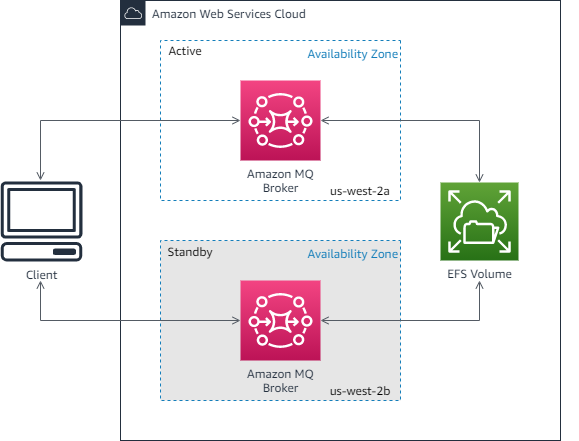 Amazon Web Services Cloud
Active
Availability Zone
Amazon MQ
Broker
us-west-2a
Client
EFS Volume
Standby
Availability Zone
Amazon MQ
Broker
us-west-2b